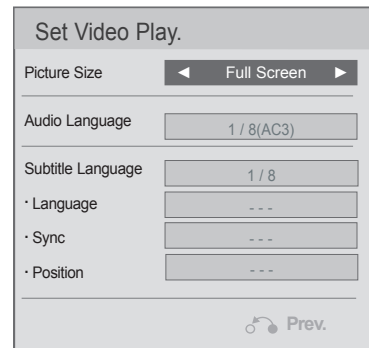 Set Video Play.
Picture Size ◄ Full Screen ►
Audio Language 1 / 8(AC3)
Subtitle Language 1 / 8
· Language - - -
· Sync - - -
· Position - - -
Prev.